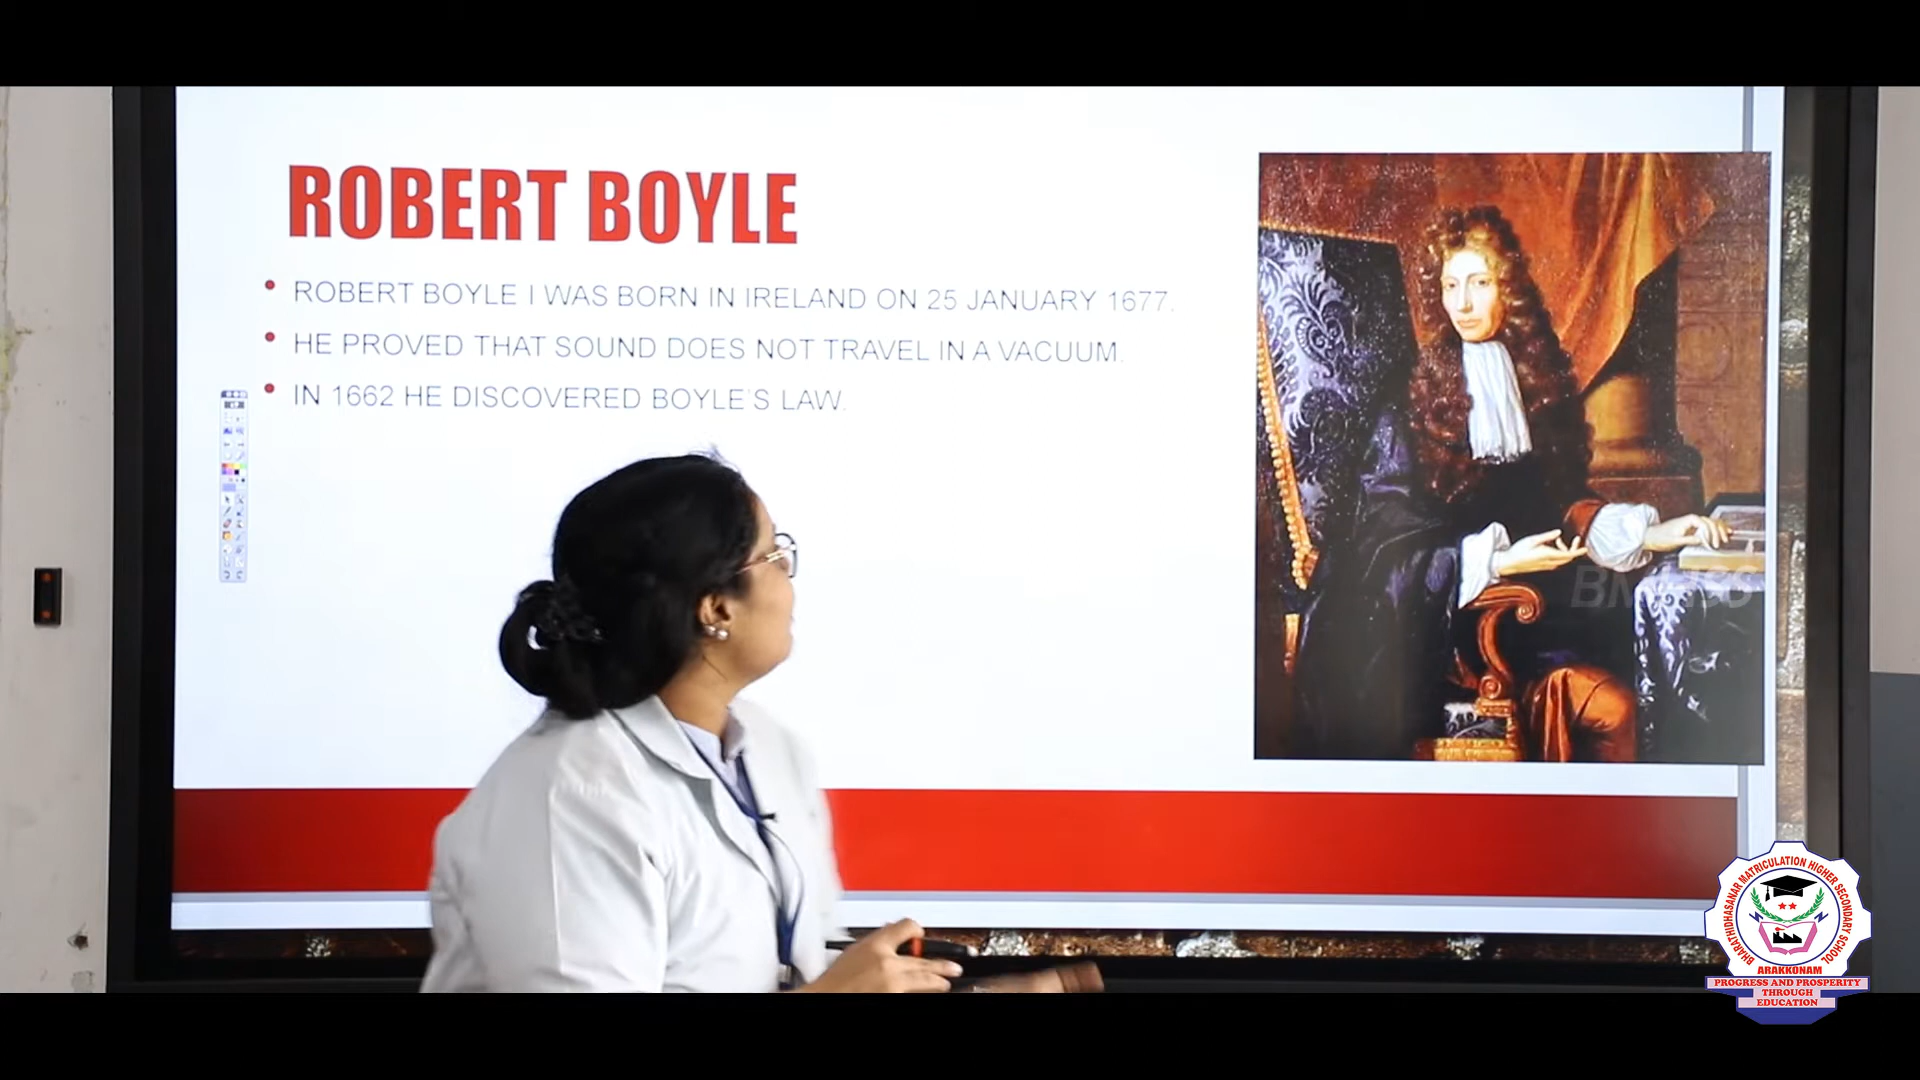 ROBERT BOYLE
ROBERT BOYLE I WAS BORN IN IRELAND ON 25 JANUARY 1677.
HE PROVED THAT SOUND DOES NOT TRAVEL IN A VACUUM.
IN 1662 HE DISCOVERED BOYLE'S LAW.
BMHSS
BHARATHIDHASANAR MATRICULATION HIGHER SECONDARY SCHOOL
ARAKKONAM
PROGRESS AND PROSPERITY
THROUGH
EDUCATION